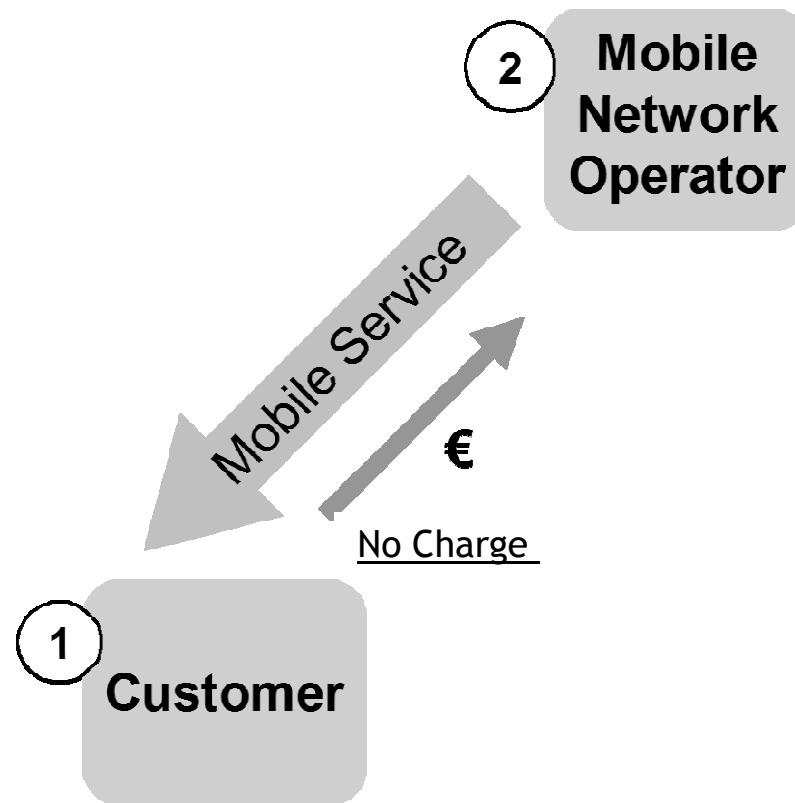 2
Mobile
Network
Operator
Mobile Service
€
No Charge
1
Customer